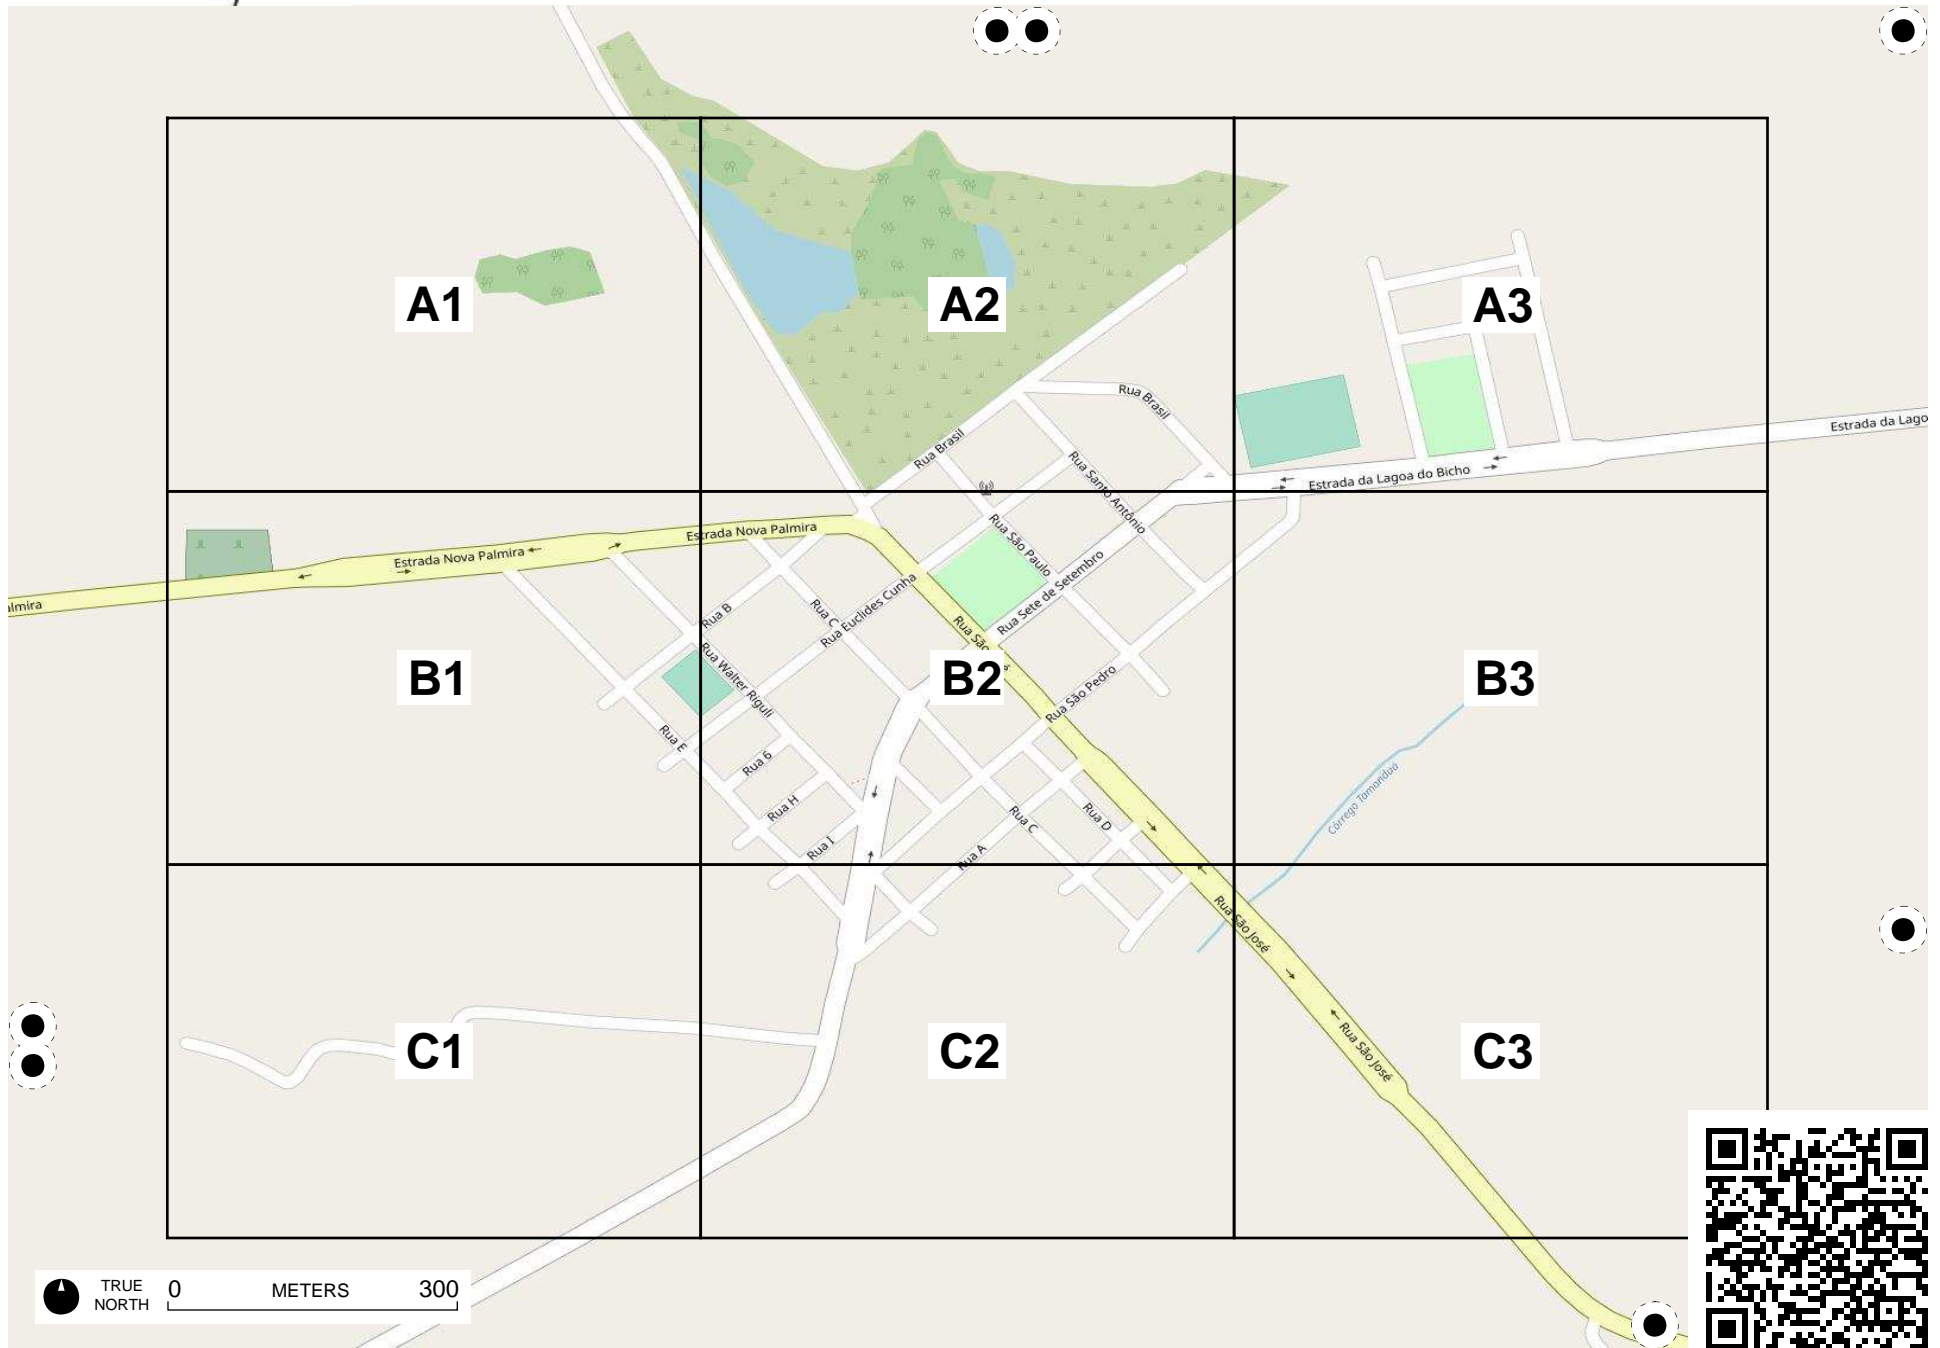 A1
A2
A3
Rua Brasil
Rua Brasil
Rua Santo Antônio
Estrada da Lagoa do Bicho
Estrada da Lago
Estrada Nova Palmira
Estrada Nova Palmira
almira
Rua São Paulo
Rua Sete de Setembro
Rua Euclides Cunha
Rua B
Rua C
Rua São
B1
B2
B3
Rua Walter Riguli
Rua São Pedro
Rua E
Rua 6
Rua H
Rua I
Rua C
Rua D
Rua A
Córrego Tamanduá
Rua São José
Rua São José
C1
C2
C3
TRUE NORTH
0 METERS 300